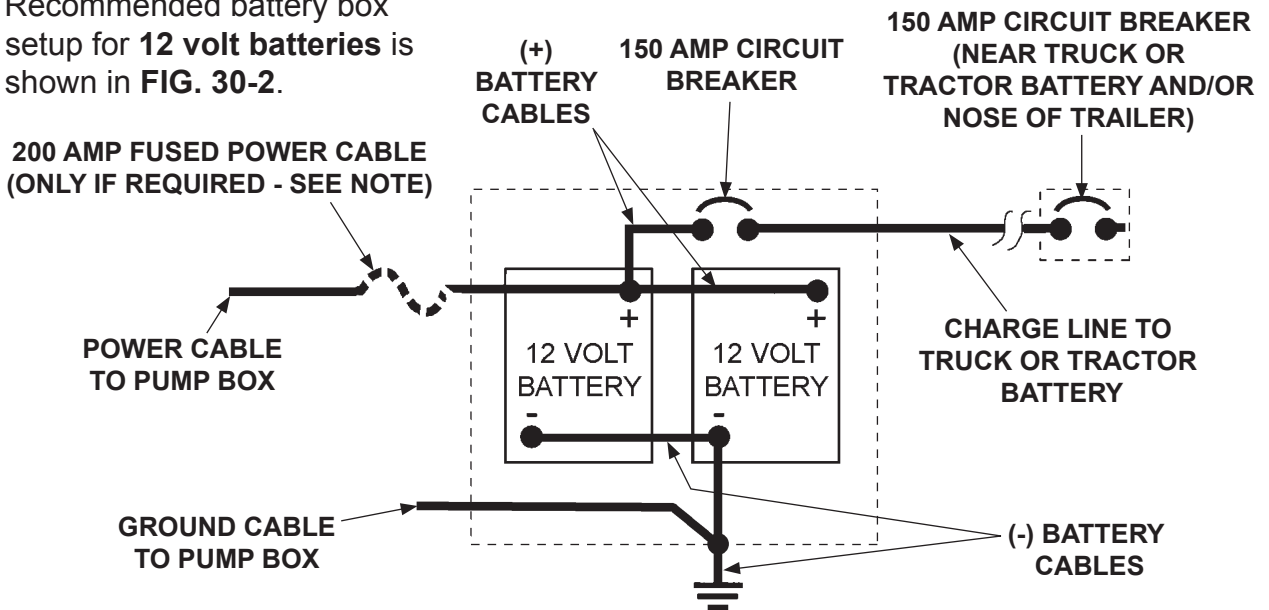 Recommended battery box
setup for 12 volt batteries is
shown in FIG. 30-2.
(+)
BATTERY
CABLES
150 AMP CIRCUIT
BREAKER
150 AMP CIRCUIT BREAKER
(NEAR TRUCK OR
TRACTOR BATTERY AND/OR
NOSE OF TRAILER)
200 AMP FUSED POWER CABLE
(ONLY IF REQUIRED - SEE NOTE)
POWER CABLE
TO PUMP BOX
+
12 VOLT
BATTERY
-
+
12 VOLT
BATTERY
-
CHARGE LINE TO
TRUCK OR TRACTOR
BATTERY
GROUND CABLE
TO PUMP BOX
(-) BATTERY
CABLES